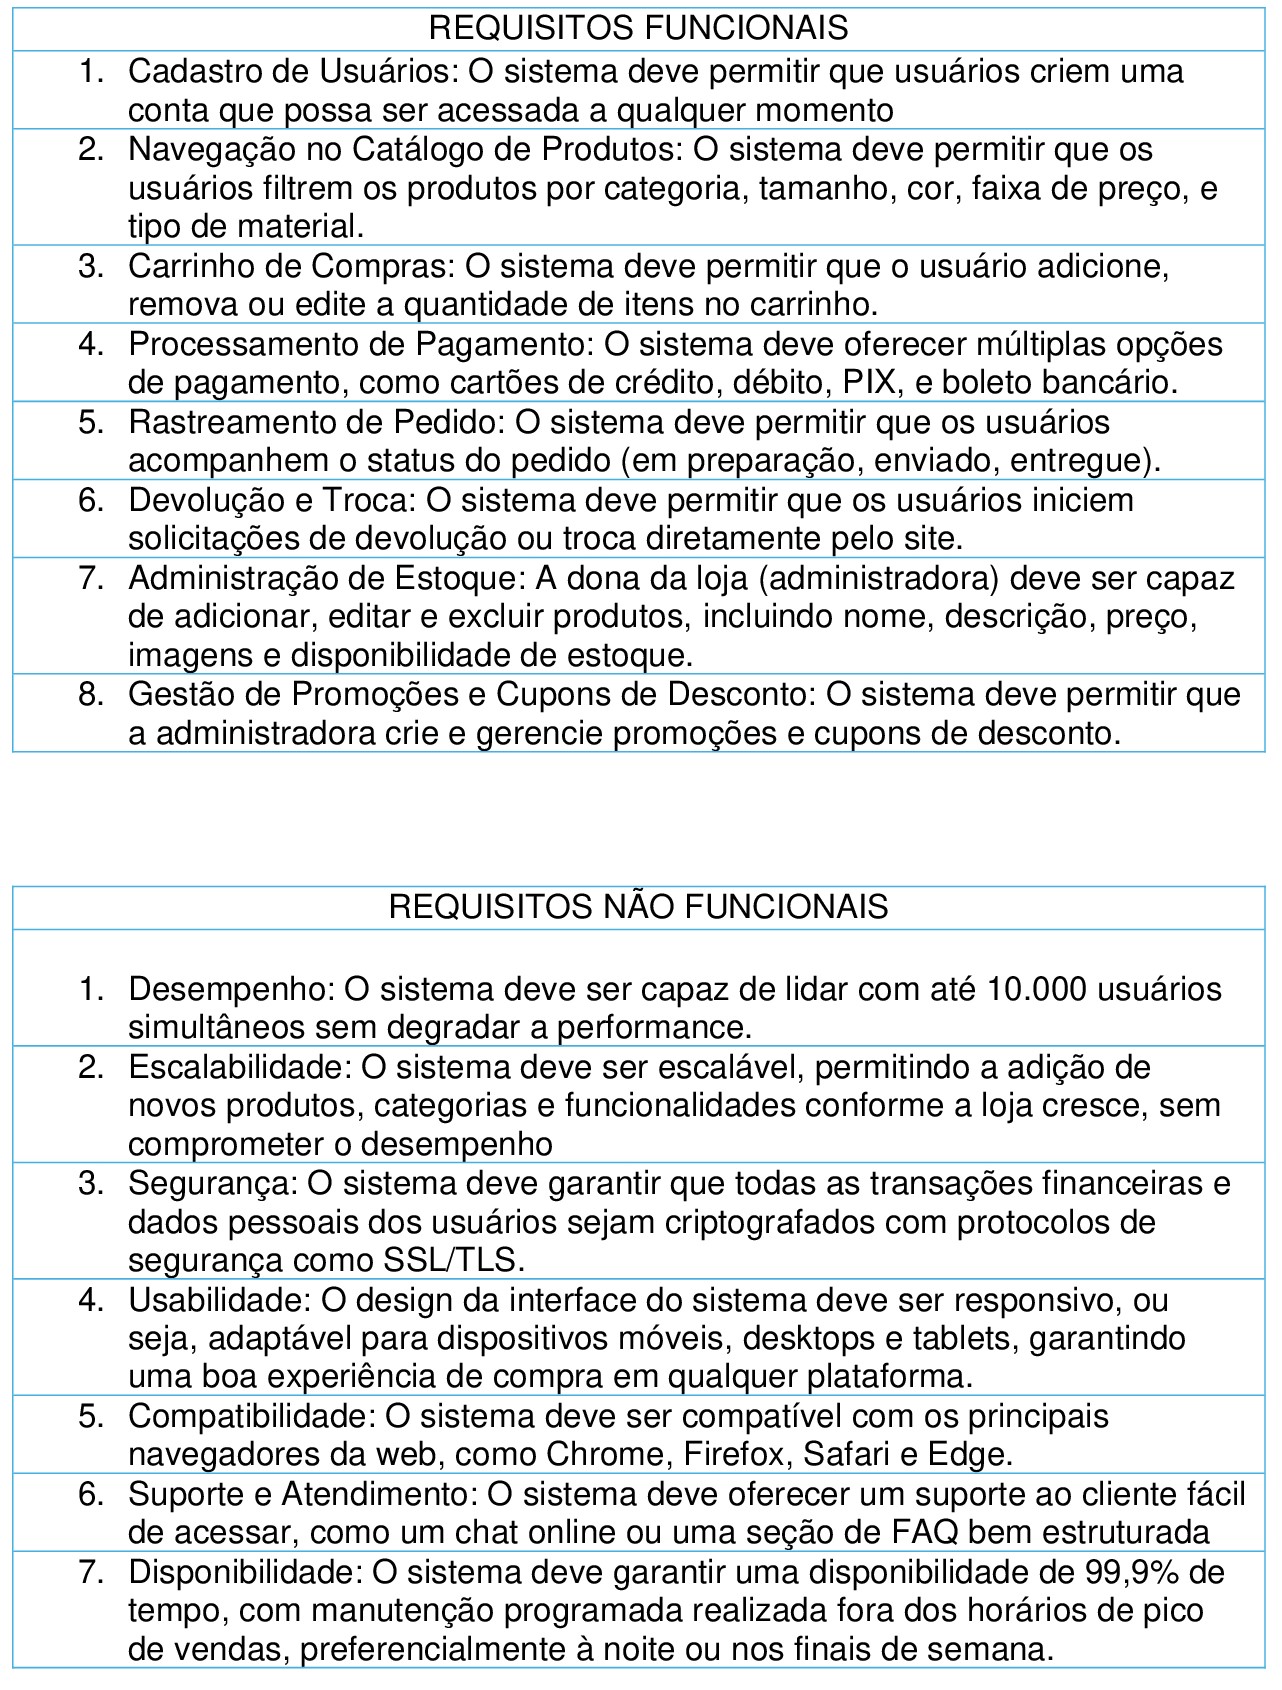 REQUISITOS FUNCIONAIS
1. Cadastro de Usuários: O sistema deve permitir que usuários criem uma
conta que possa ser acessada a qualquer momento
2. Navegação no Catálogo de Produtos: O sistema deve permitir que os
usuários filtrem os produtos por categoria, tamanho, cor, faixa de preço, e
tipo de material.
3. Carrinho de Compras: O sistema deve permitir que o usuário adicione,
remova ou edite a quantidade de itens no carrinho.
4. Processamento de Pagamento: O sistema deve oferecer múltiplas opções
de pagamento, como cartões de crédito, débito, PIX, e boleto bancário.
5. Rastreamento de Pedido: O sistema deve permitir que os usuários
acompanhem o status do pedido (em preparação, enviado, entregue).
6. Devolução e Troca: O sistema deve permitir que os usuários iniciem
solicitações de devolução ou troca diretamente pelo site.
7. Administração de Estoque: A dona da loja (administradora) deve ser capaz
de adicionar, editar e excluir produtos, incluindo nome, descrição, preço,
imagens e disponibilidade de estoque.
8. Gestão de Promoções e Cupons de Desconto: O sistema deve permitir que
a administradora crie e gerencie promoções e cupons de desconto.
REQUISITOS NÃO FUNCIONAIS
1. Desempenho: O sistema deve ser capaz de lidar com até 10.000 usuários
simultâneos sem degradar a performance.
2. Escalabilidade: O sistema deve ser escalável, permitindo a adição de
novos produtos, categorias e funcionalidades conforme a loja cresce, sem
comprometer o desempenho
3. Segurança: O sistema deve garantir que todas as transações financeiras e
dados pessoais dos usuários sejam criptografados com protocolos de
segurança como SSL/TLS.
4. Usabilidade: O design da interface do sistema deve ser responsivo, ou
seja, adaptável para dispositivos móveis, desktops e tablets, garantindo
uma boa experiência de compra em qualquer plataforma.
5. Compatibilidade: O sistema deve ser compatível com os principais
navegadores da web, como Chrome, Firefox, Safari e Edge.
6. Suporte e Atendimento: O sistema deve oferecer um suporte ao cliente fácil
de acessar, como um chat online ou uma seção de FAQ bem estruturada
7. Disponibilidade: O sistema deve garantir uma disponibilidade de 99,9% de
tempo, com manutenção programada realizada fora dos horários de pico
de vendas, preferencialmente à noite ou nos finais de semana.